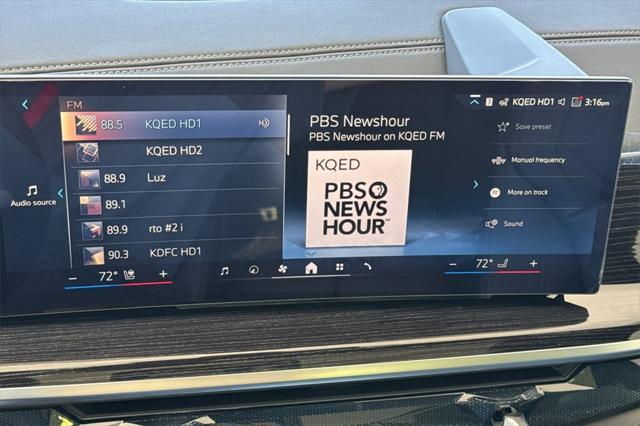 FM
88.5 KQED HD1
KQED HD2
88.9 Luz
89.1
89.9 rto #2 i
90.3 KDFC HD1
Audio source
PBS Newshour
PBS Newshour on KQED FM
KQED
PBS
NEWS
HOUR
KQED HD1 3:16pm
Save preset
Manual frequency
More on track
Sound
− 72° +
− 72° +